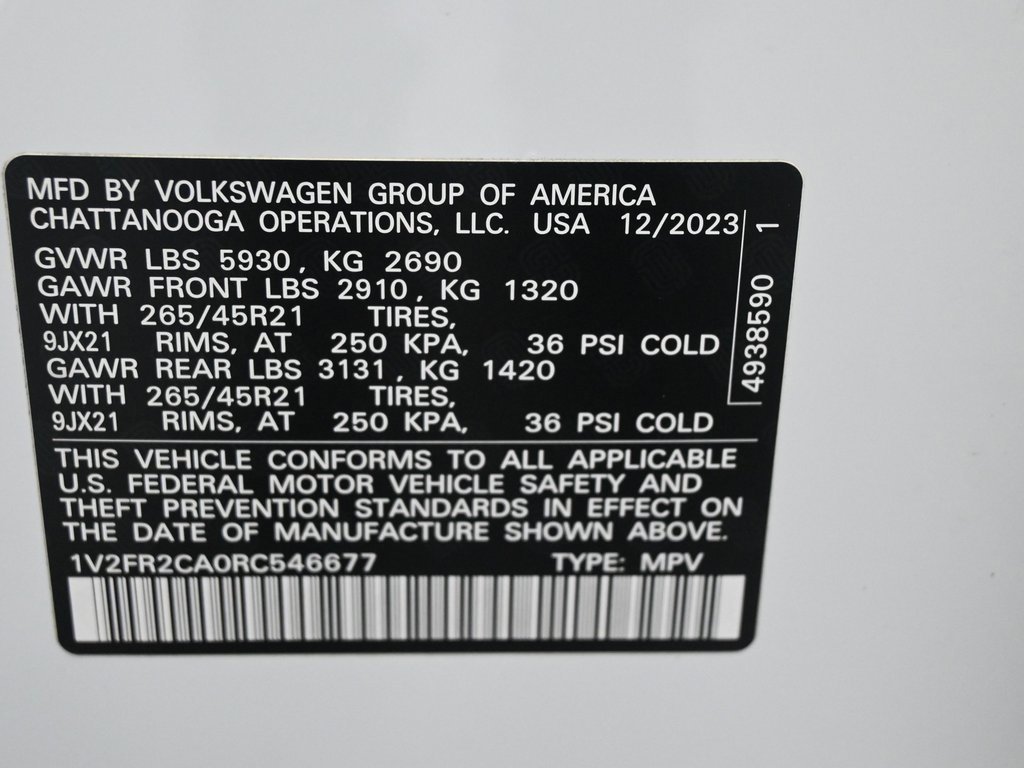 MFD BY VOLKSWAGEN GROUP OF AMERICA
CHATTANOOGA OPERATIONS, LLC. USA 12/2023
GVWR LBS 5930, KG 2690
GAWR FRONT LBS 2910, KG 1320
WITH 265/45R21 TIRES,
9JX21 RIMS, AT 250 KPA, 36 PSI COLD
GAWR REAR LBS 3131, KG 1420
WITH 265/45R21 TIRES,
9JX21 RIMS, AT 250 KPA, 36 PSI COLD
4938590 1
THIS VEHICLE CONFORMS TO ALL APPLICABLE
U.S. FEDERAL MOTOR VEHICLE SAFETY AND
THEFT PREVENTION STANDARDS IN EFFECT ON
THE DATE OF MANUFACTURE SHOWN ABOVE.
1V2FR2CA0RC546677 TYPE: MPV